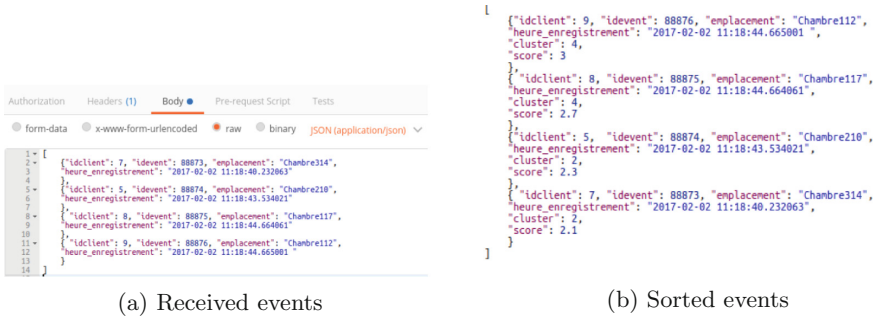 Authorization Headers (1) Body Pre-request Script Tests
form-data x-www-form-urlencoded raw binary JSON (application/json)
1 [
2 {"idclient": 7, "idevent": 88873, "emplacement": "Chambre314",
3 "heure_enregistrement": "2017-02-02 11:18:40.232063"
4 },
5 {"idclient": 5, "idevent": 88874, "emplacement": "Chambre210",
6 "heure_enregistrement": "2017-02-02 11:18:43.534021"
7 },
8 { "idclient": 8, "idevent": 88875, "emplacement": "Chambre117",
9 "heure_enregistrement": "2017-02-02 11:18:44.664061"
10 },
11 {"idclient": 9, "idevent": 88876, "emplacement": "Chambre112",
12 "heure_enregistrement": "2017-02-02 11:18:44.665001 "
13 }
14 ]
(a) Received events
[
{"idclient": 9, "idevent": 88876, "emplacement": "Chambre112",
"heure_enregistrement": "2017-02-02 11:18:44.665001 ",
"cluster": 4,
"score": 3
},
{ "idclient": 8, "idevent": 88875, "emplacement": "Chambre117",
"heure_enregistrement": "2017-02-02 11:18:44.664061",
"cluster": 4,
"score": 2.7
},
{"idclient": 5, "idevent": 88874, "emplacement": "Chambre210",
"heure_enregistrement": "2017-02-02 11:18:43.534021",
"cluster": 2,
"score": 2.3
},
{ "idclient": 7, "idevent": 88873, "emplacement": "Chambre314",
"heure_enregistrement": "2017-02-02 11:18:40.232063",
"cluster": 2,
"score": 2.1
}
]
(b) Sorted events